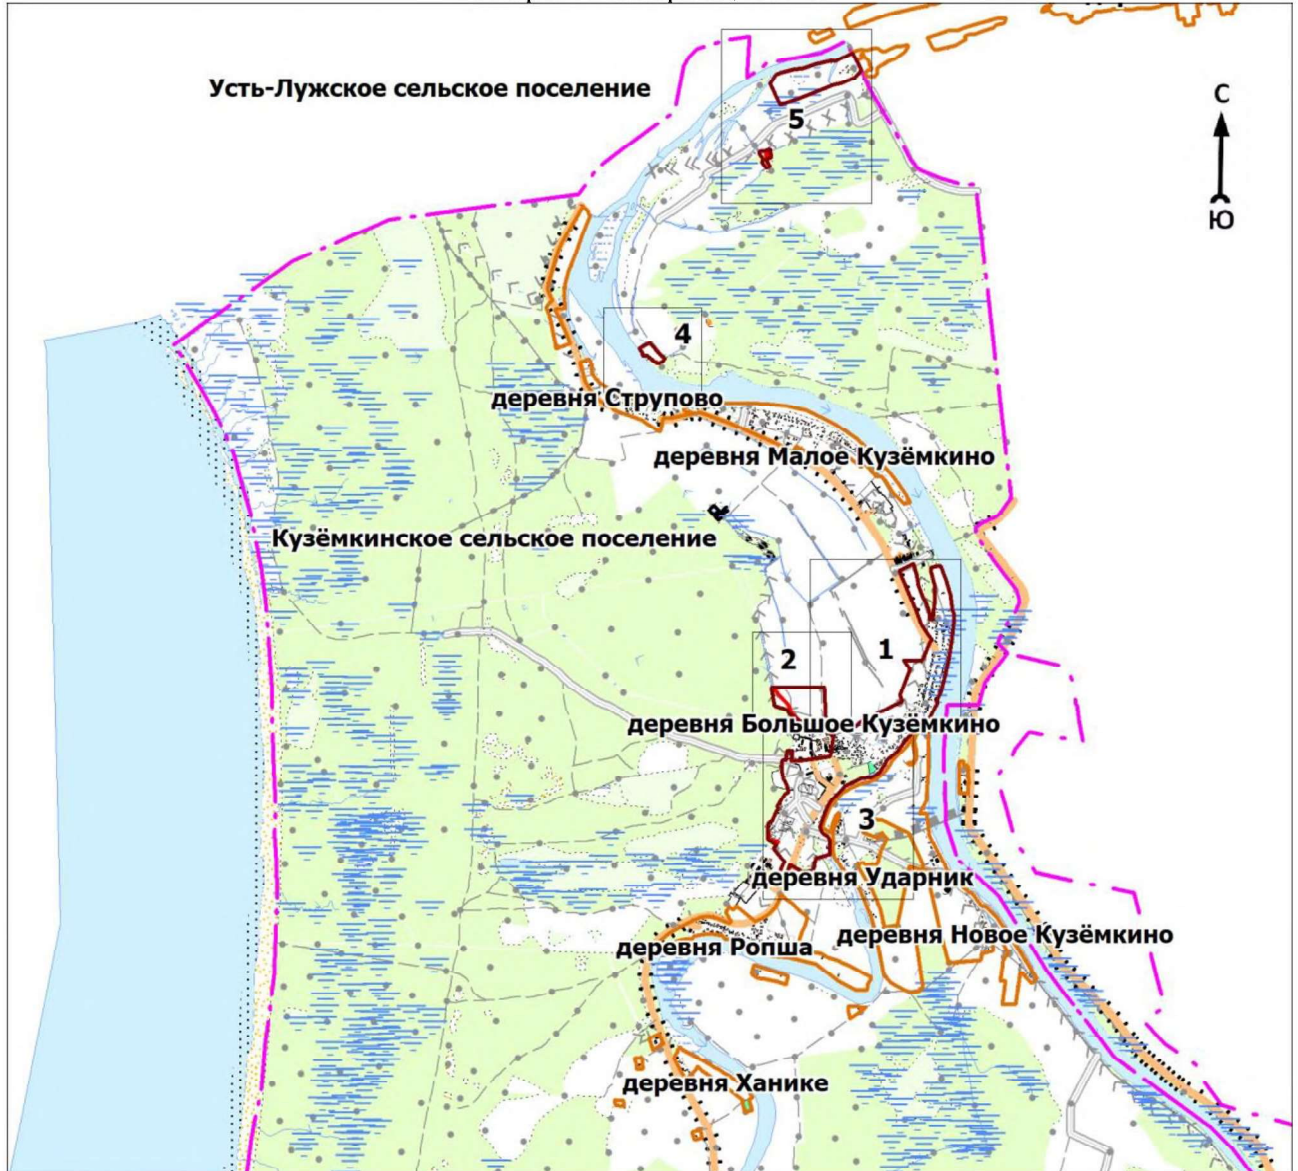 Усть-Лужское сельское поселение
С
5
Ю
4
деревня Струпово
деревня Малое Кузёмкино
Кузёмкинское сельское поселение
1
2
деревня Большое Кузёмкино
3
деревня Ударник
деревня Новое Кузёмкино
деревня Ропша
деревня Ханике